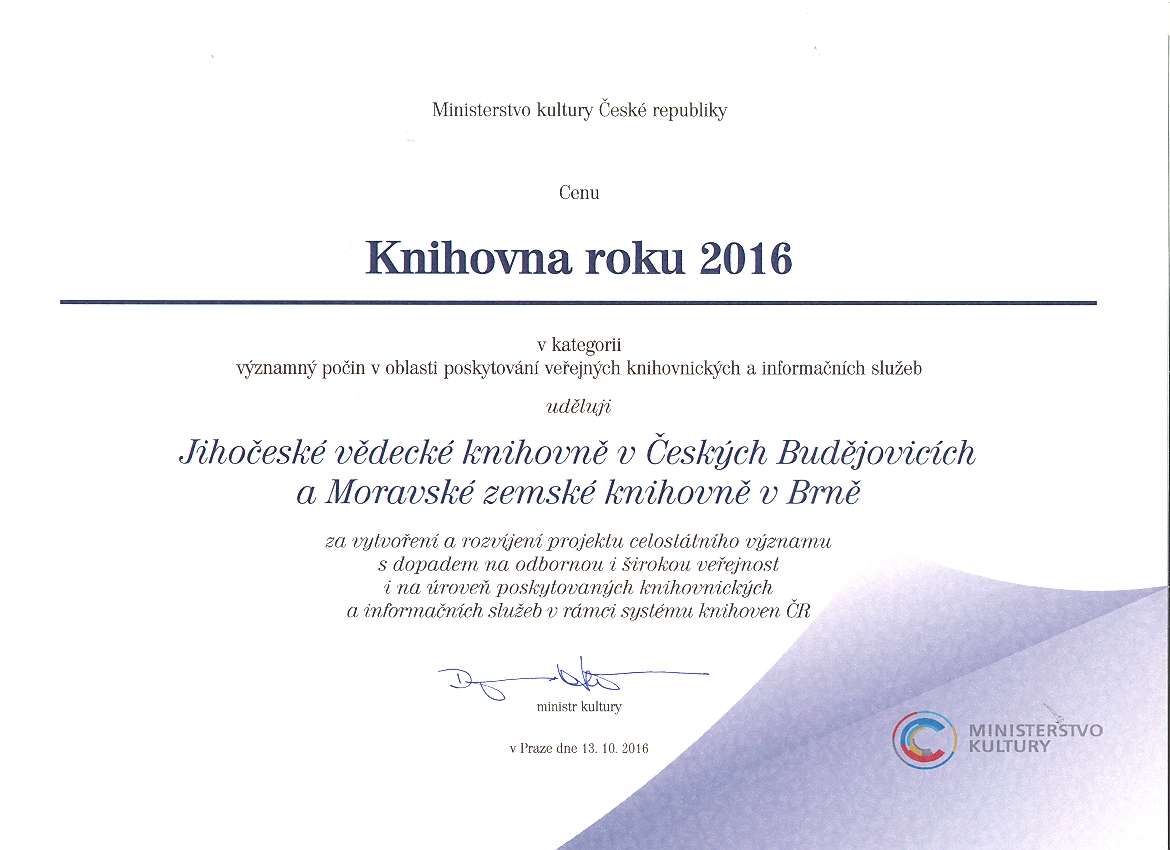 Ministerstvo kultury České republiky
Cenu
Knihovna roku 2016
v kategorii
významný počin v oblasti poskytování veřejných knihovnických a informačních služeb
uděluji
Jihočeské vědecké knihovně v Českých Budějovicích
a Moravské zemské knihovně v Brně
za vytvoření a rozvíjení projektu celostátního významu
s dopadem na odbornou i širokou veřejnost
i na úroveň poskytovaných knihovnických
a informačních služeb v rámci systému knihoven ČR
ministr kultury
v Praze dne 13. 10. 2016
MINISTERSTVO
KULTURY